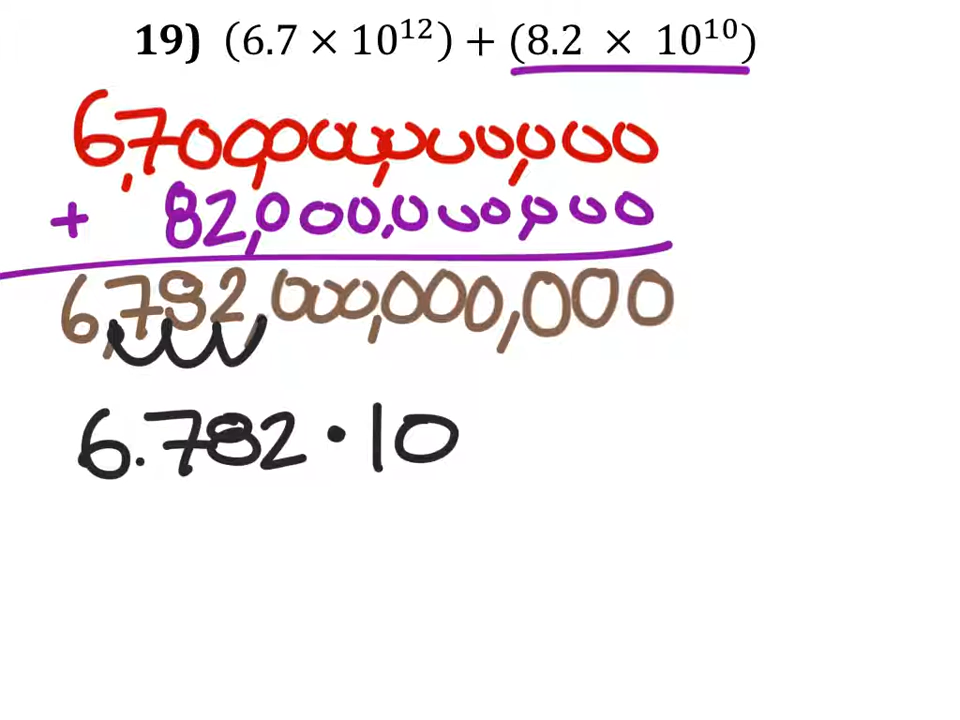 19) (6.7 × 10¹²) + (8.2 × 10¹⁰)
6,700,000,000,000
+ 82,000,000,000
6,782,000,000,000
6.782 · 10